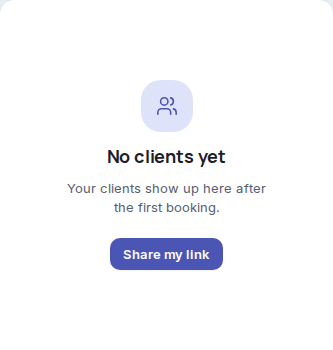 No clients yet
Your clients show up here after
the first booking.
Share my link